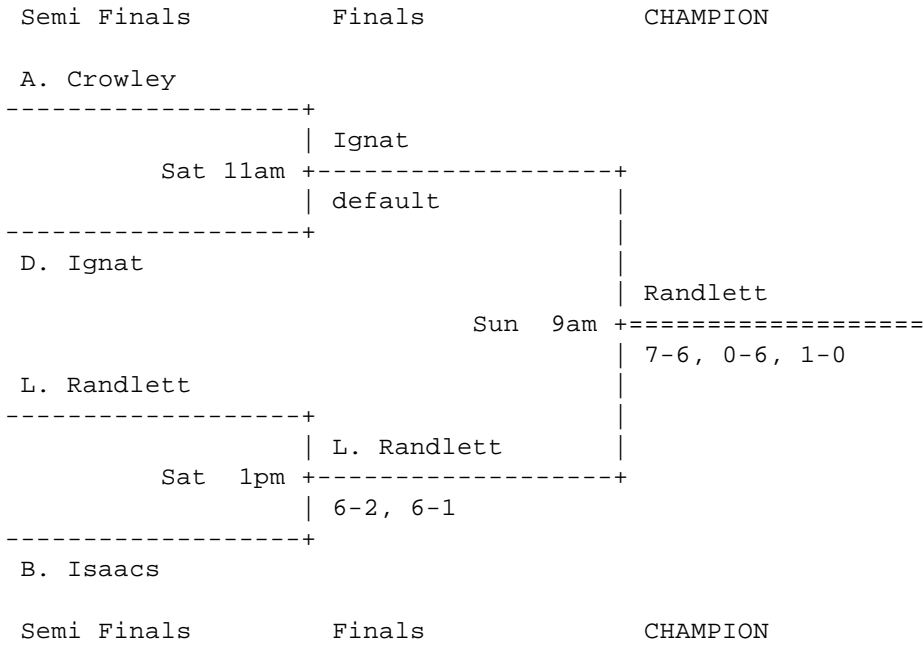 Semi Finals Finals CHAMPION
A. Crowley
-------------------+
| Ignat
Sat 11am +-------------------+
| default |
-------------------+ |
D. Ignat |
| Randlett
Sun 9am +===================
| 7-6, 0-6, 1-0
L. Randlett |
-------------------+ |
| L. Randlett |
Sat 1pm +-------------------+
| 6-2, 6-1
-------------------+
B. Isaacs
Semi Finals Finals CHAMPION